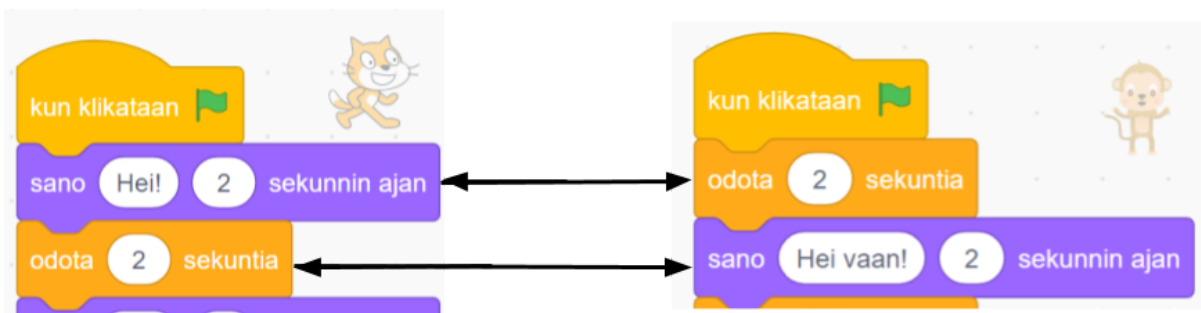 kun klikataan
sano Hei! 2 sekunnin ajan
odota 2 sekuntia
kun klikataan
odota 2 sekuntia
sano Hei vaan! 2 sekunnin ajan